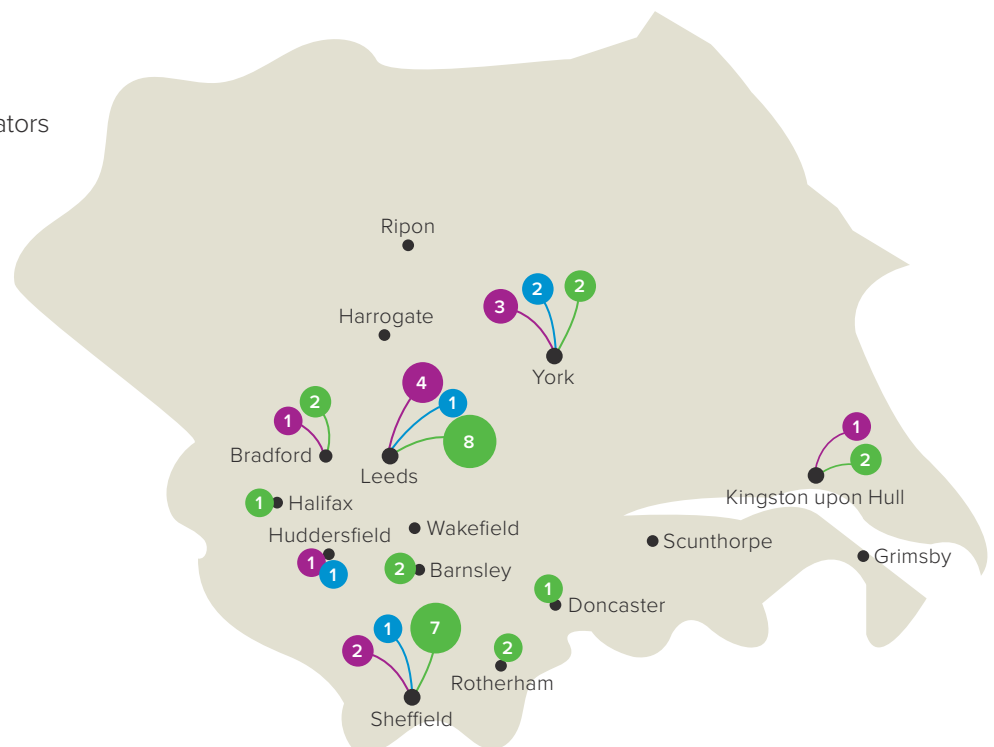 ators
Ripon
Harrogate
3
2
2
York
4
1
8
Leeds
1
2
Bradford
1
Halifax
Huddersfield
1
1
Wakefield
2
Barnsley
1
Kingston upon Hull
2
Scunthorpe
Grimsby
1
Doncaster
2
1
7
Sheffield
2
Rotherham